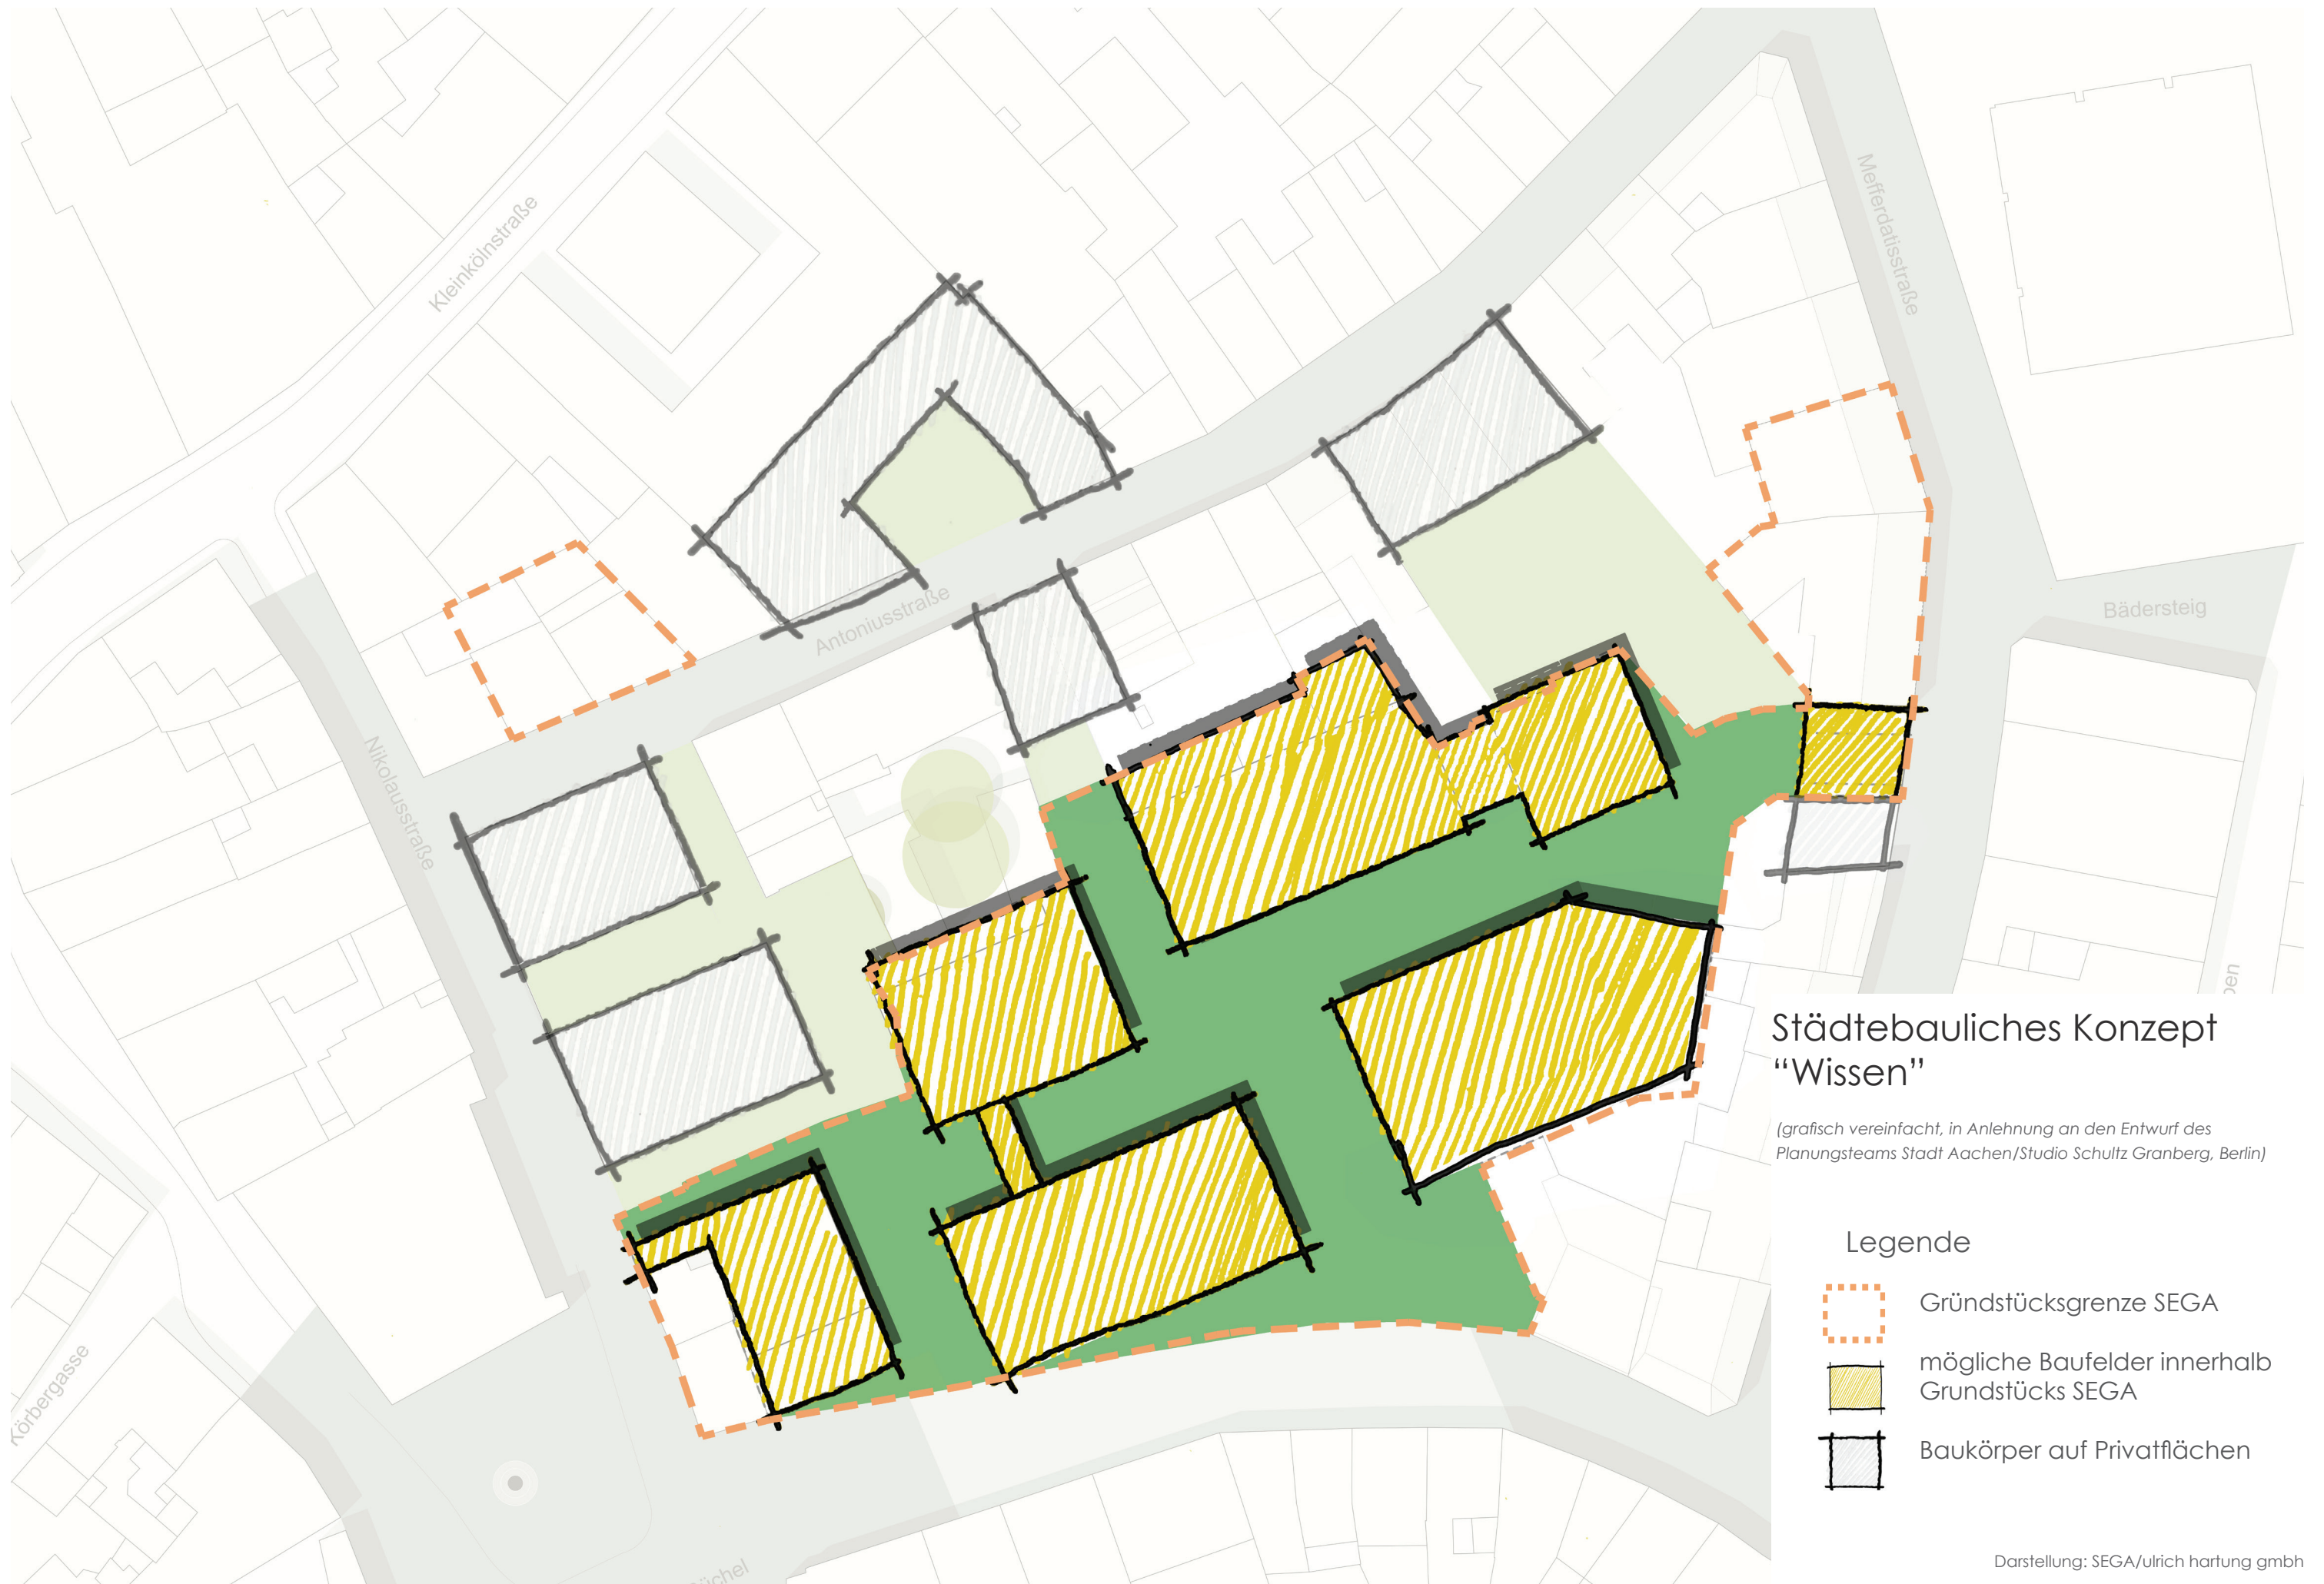 Kleinkölnstraße
Mefferdatisstraße
Antoniusstraße
Bädersteig
Nikolausstraße
Körbergasse
Städtebauliches Konzept
“Wissen”
(grafisch vereinfacht, in Anlehnung an den Entwurf des
Planungsteams Stadt Aachen/Studio Schultz Granberg, Berlin)
Legende
Gründstücksgrenze SEGA
mögliche Baufelder innerhalb
Grundstücks SEGA
Baukörper auf Privatflächen
Darstellung: SEGA/ulrich hartung gmbh